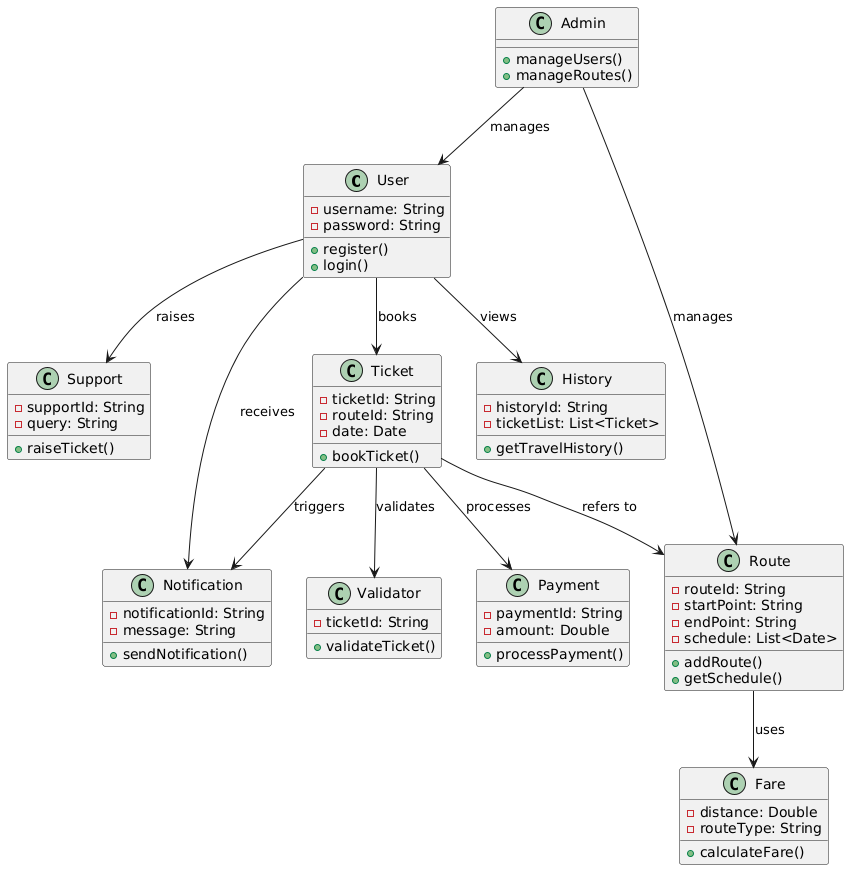 C Admin
manageUsers()
manageRoutes()
manages
C User
username: String
password: String
register()
login()
manages
raises
books
views
C Support
supportId: String
query: String
raiseTicket()
receives
C Ticket
ticketId: String
routeId: String
date: Date
bookTicket()
C History
historyId: String
ticketList: List<Ticket>
getTravelHistory()
triggers
validates
processes
refers to
C Notification
notificationId: String
message: String
sendNotification()
C Validator
ticketId: String
validateTicket()
C Payment
paymentId: String
amount: Double
processPayment()
C Route
routeId: String
startPoint: String
endPoint: String
schedule: List<Date>
addRoute()
getSchedule()
uses
C Fare
distance: Double
routeType: String
calculateFare()